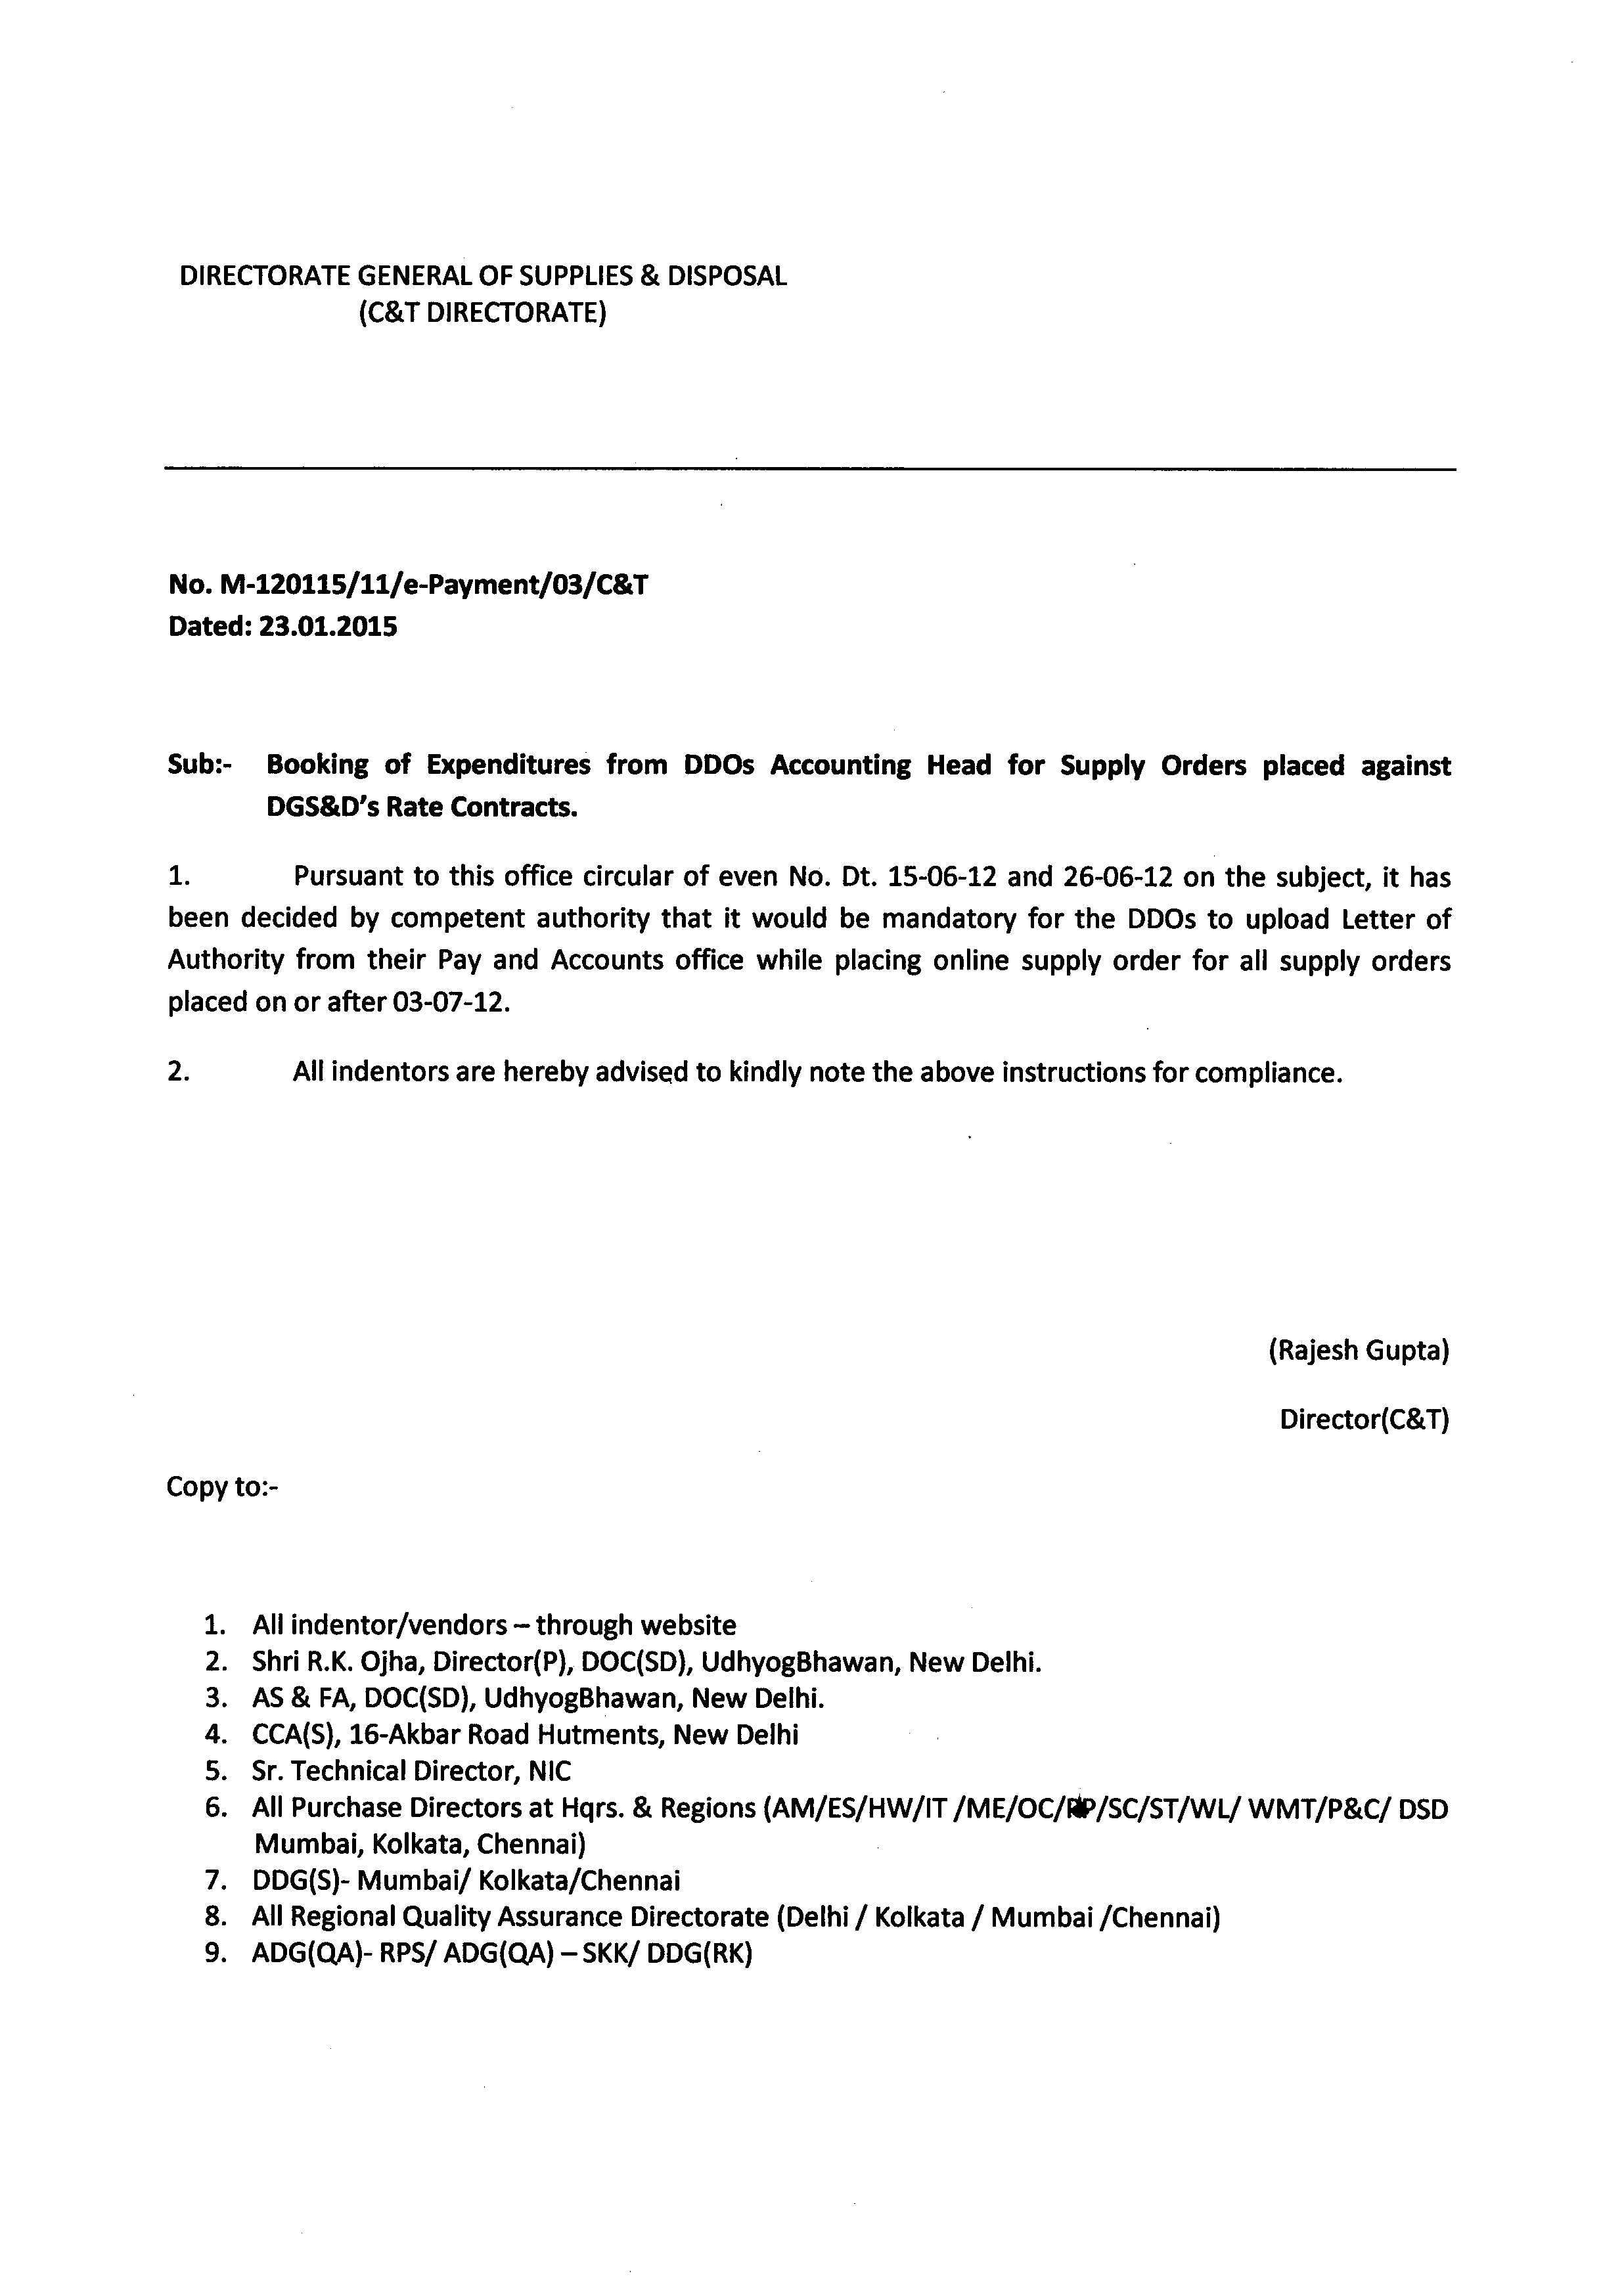 DIRECTORATE GENERAL OF SUPPLIES & DISPOSAL
(C&T DIRECTORATE)
No. M-120115/11/e-Payment/03/C&T
Dated: 23.01.2015
Sub:- Booking of Expenditures from DDOs Accounting Head for Supply Orders placed against
DGS&D's Rate Contracts.
1. Pursuant to this office circular of even No. Dt. 15-06-12 and 26-06-12 on the subject, it has
been decided by competent authority that it would be mandatory for the DDOs to upload Letter of
Authority from their Pay and Accounts office while placing online supply order for all supply orders
placed on or after 03-07-12.
2. All indentors are hereby advised to kindly note the above instructions for compliance.
(Rajesh Gupta)
Director(C&T)
Copy to:-
1. All indentor/vendors – through website
2. Shri R.K. Ojha, Director(P), DOC(SD), UdhyogBhawan, New Delhi.
3. AS & FA, DOC(SD), UdhyogBhawan, New Delhi.
4. CCA(S), 16-Akbar Road Hutments, New Delhi
5. Sr. Technical Director, NIC
6. All Purchase Directors at Hqrs. & Regions (AM/ES/HW/IT /ME/OC/ /SC/ST/WL/ WMT/P&C/ DSD
Mumbai, Kolkata, Chennai)
7. DDG(S)- Mumbai/ Kolkata/Chennai
8. All Regional Quality Assurance Directorate (Delhi / Kolkata / Mumbai /Chennai)
9. ADG(QA)- RPS/ ADG(QA) – SKK/ DDG(RK)